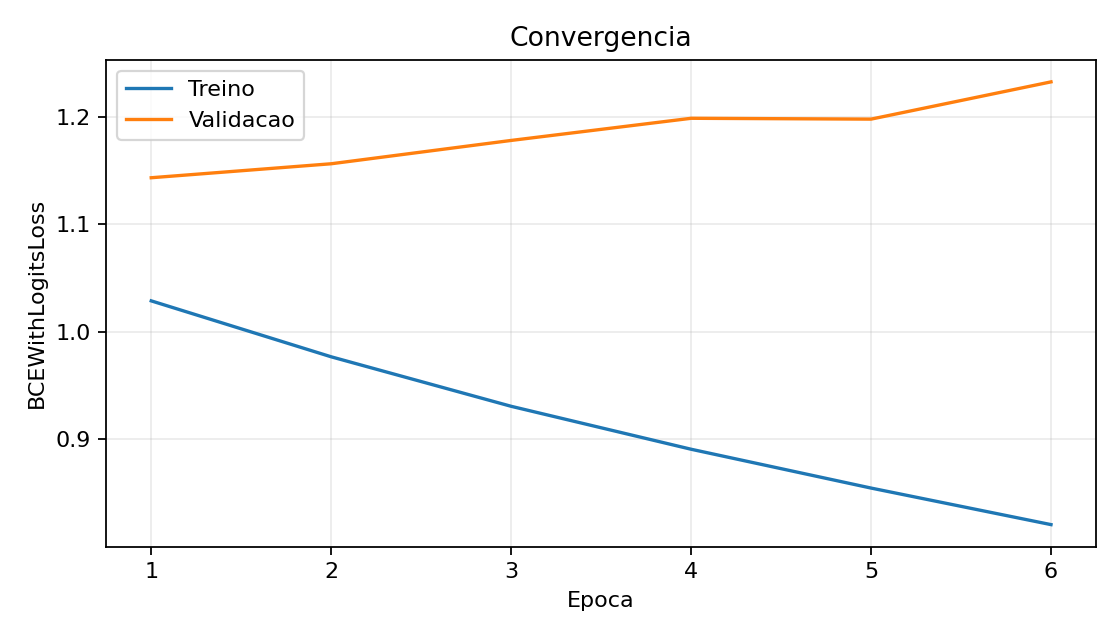 Convergencia
Treino
Validacao
BCEWithLogitsLoss
1.2
1.1
1.0
0.9
1 2 3 4 5 6
Epoca